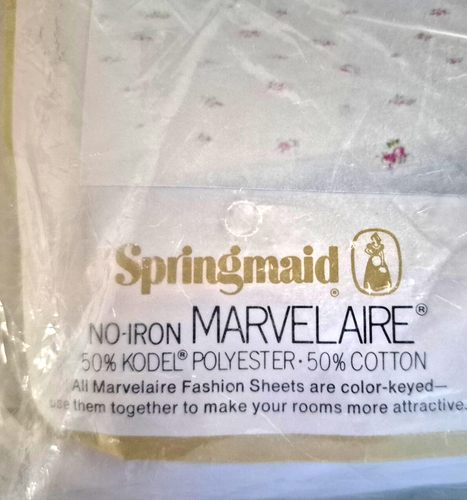 Springmaid®
NO-IRON MARVELAIRE®
50% KODEL® POLYESTER · 50% COTTON
All Marvelaire Fashion Sheets are color-keyed—
use them together to make your rooms more attractive.